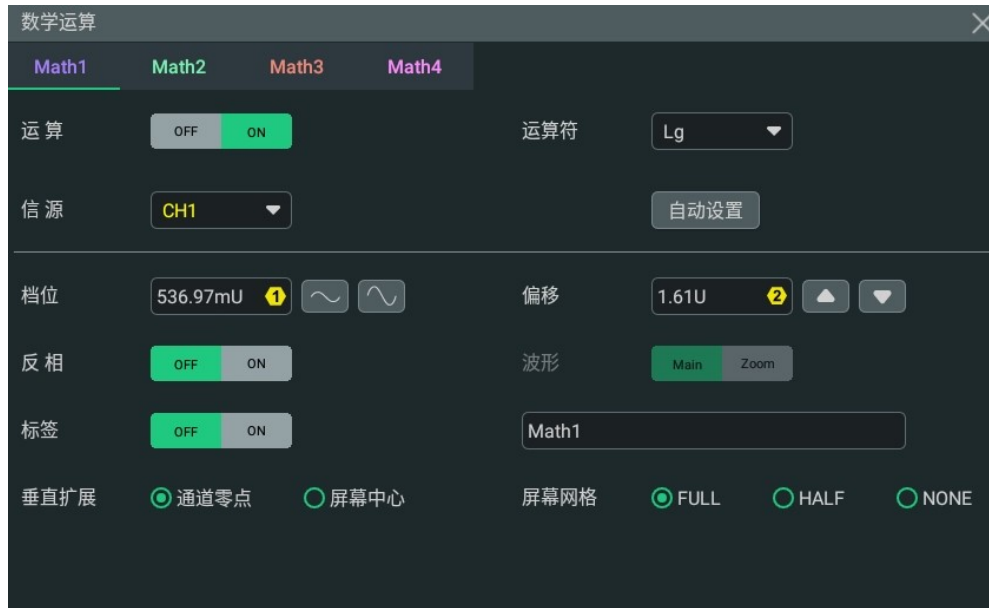 数学运算
Math1 Math2 Math3 Math4
运算 OFF ON 运算符 Lg
信源 CH1 自动设置
档位 536.97mU 1 偏移 1.61U 2
反相 OFF ON 波形 Main Zoom
标签 OFF ON Math1
垂直扩展 通道零点 屏幕中心 屏幕网格 FULL HALF NONE